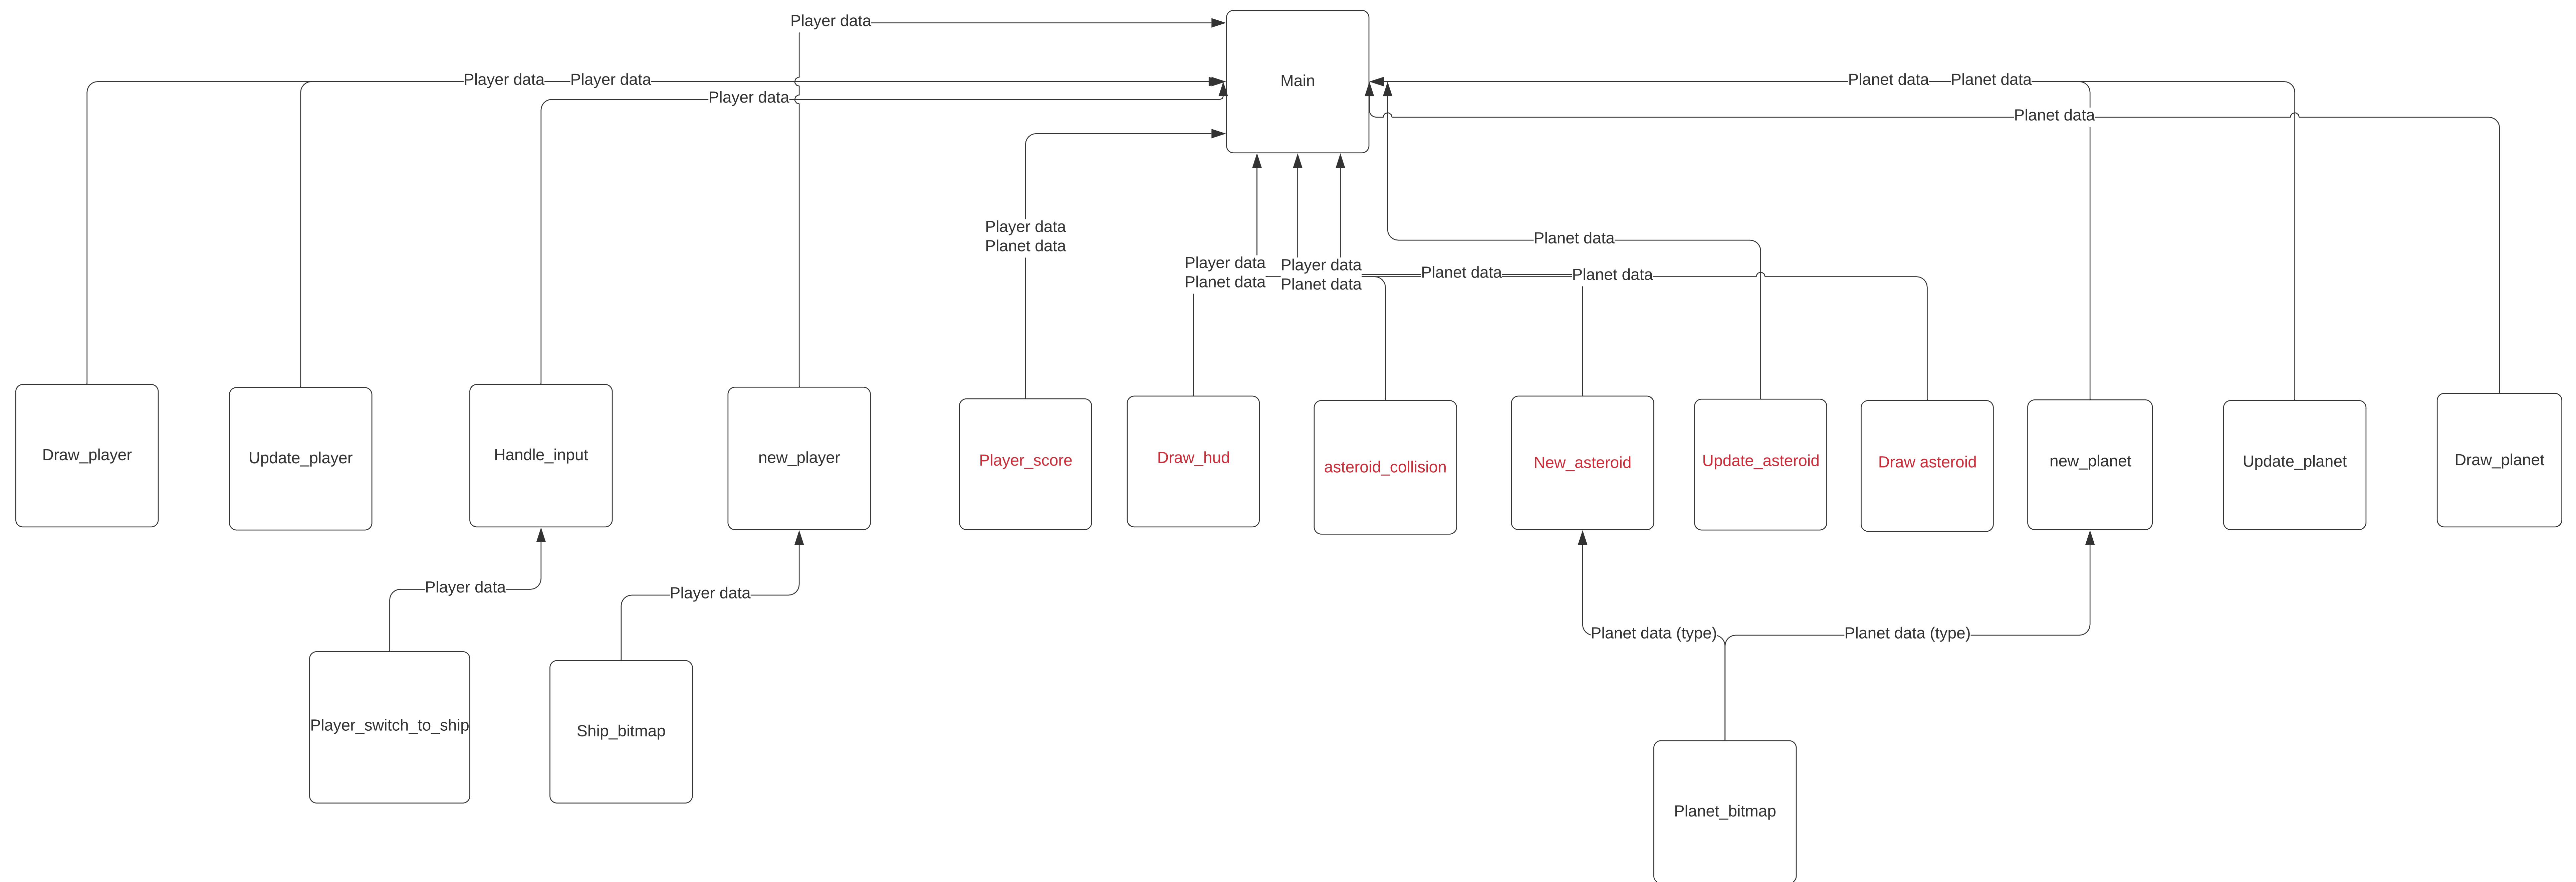 Player data
Main
Player data
Player data
Planet data
Planet data
Player data
Planet data
Player data
Planet data
Planet data
Player data
Planet data
Player data
Planet data
Planet data
Planet data
Draw_player
Update_player
Handle_input
new_player
Player_score
Draw_hud
asteroid_collision
New_asteroid
Update_asteroid
Draw asteroid
new_planet
Update_planet
Draw_planet
Player data
Player data
Planet data (type)
Planet data (type)
Player_switch_to_ship
Ship_bitmap
Planet_bitmap